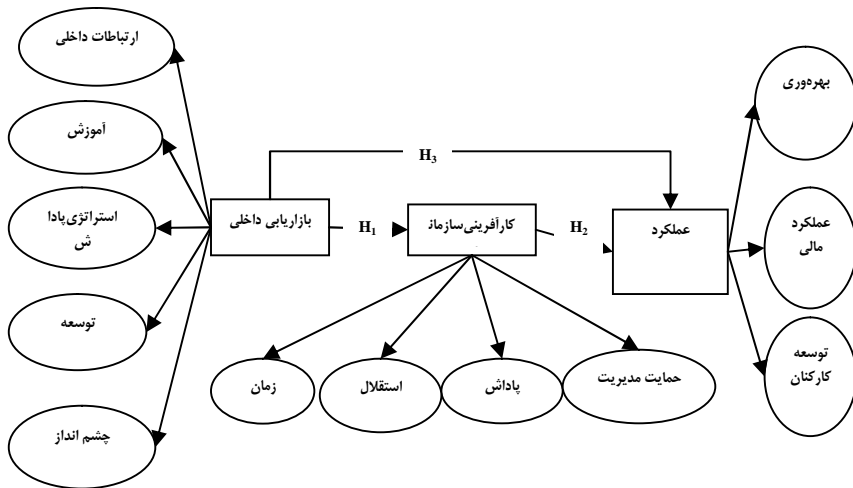 ارتباطات داخلی
آموزش
استراتژی‌پادا
ش
توسعه
چشم انداز
بازاریابی داخلی
H₃
H₁
کارآفرینی‌سازمان
H₂
عملکرد
زمان
استقلال
پاداش
حمایت مدیریت
بهره‌وری
عملکرد
مالی
توسعه
کارکنان